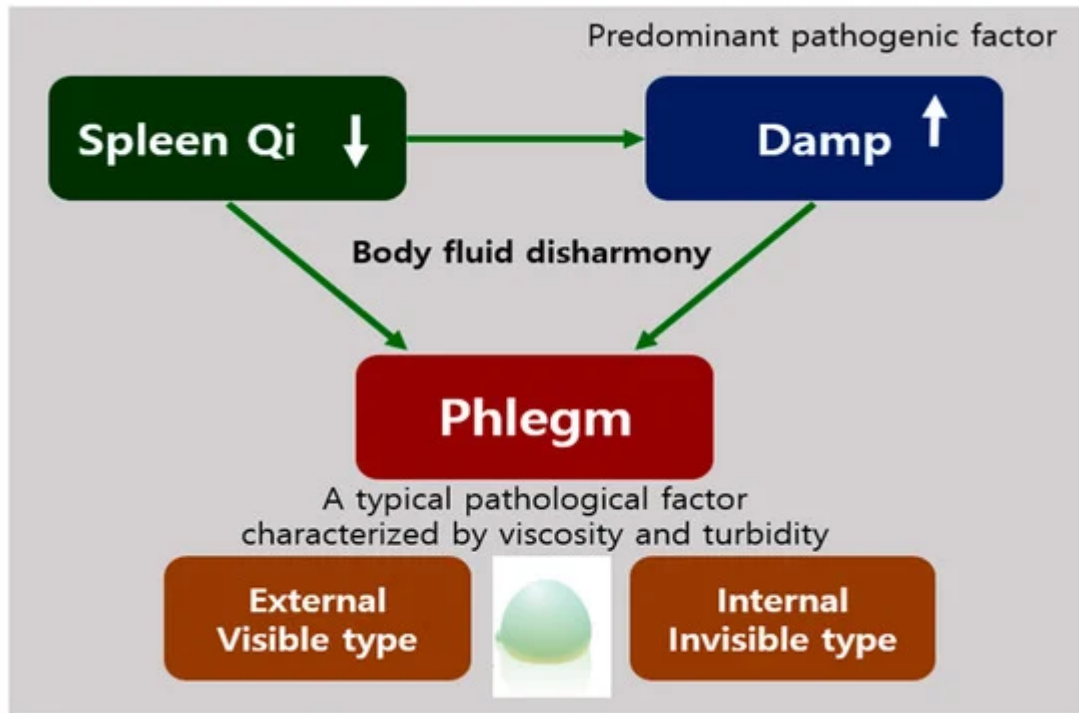 Predominant pathogenic factor
Spleen Qi ↓
Damp ↑
Body fluid disharmony
Phlegm
A typical pathological factor
characterized by viscosity and turbidity
External
Visible type
Internal
Invisible type